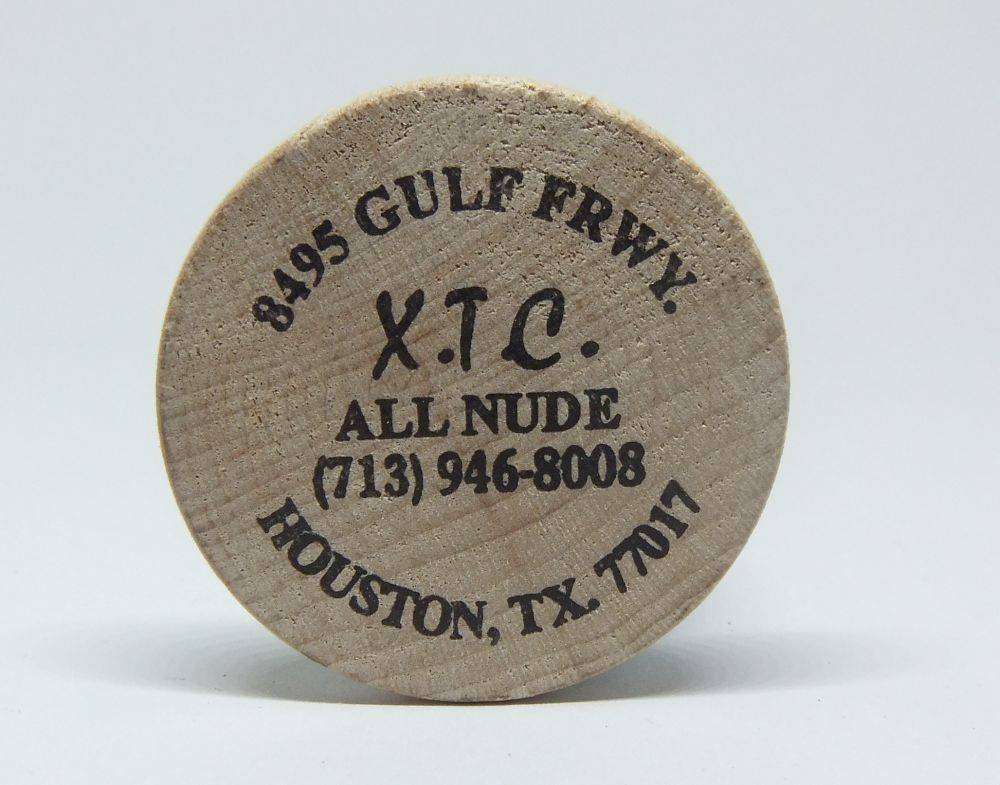 8495 GULF FRWY.
X.T C.
ALL NUDE
(713) 946-8008
HOUSTON, TX. 77017